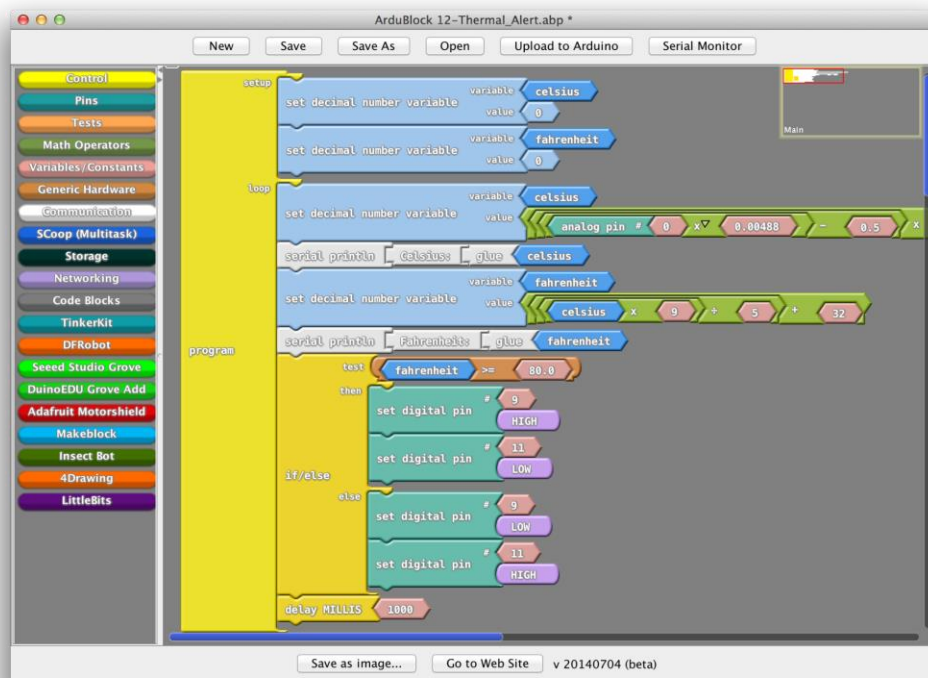 ArduBlock 12-Thermal_Alert.abp *
New Save Save As Open Upload to Arduino Serial Monitor
Control
Pins
Tests
Math Operators
Variables/Constants
Generic Hardware
Communication
SCoop (Multitask)
Storage
Networking
Code Blocks
TinkerKit
DFRobot
Seeed Studio Grove
DuinoEDU Grove Add
Adafruit Motorshield
Makeblock
Insect Bot
4Drawing
LittleBits
program
setup
set decimal number variable variable celsius
value 0
set decimal number variable variable fahrenheit
value 0
loop
set decimal number variable variable celsius
value analog pin # 0 x 0.00488 - 0.5 x
serial println Celsius: glue celsius
set decimal number variable variable fahrenheit
value celsius x 9 ÷ 5 + 32
serial println Fahrenheit: glue fahrenheit
if/else
test fahrenheit >= 80.0
then
set digital pin # 9
HIGH
set digital pin # 11
LOW
else
set digital pin # 9
LOW
set digital pin # 11
HIGH
delay MILLIS 1000
Main
Save as image... Go to Web Site v 20140704 (beta)